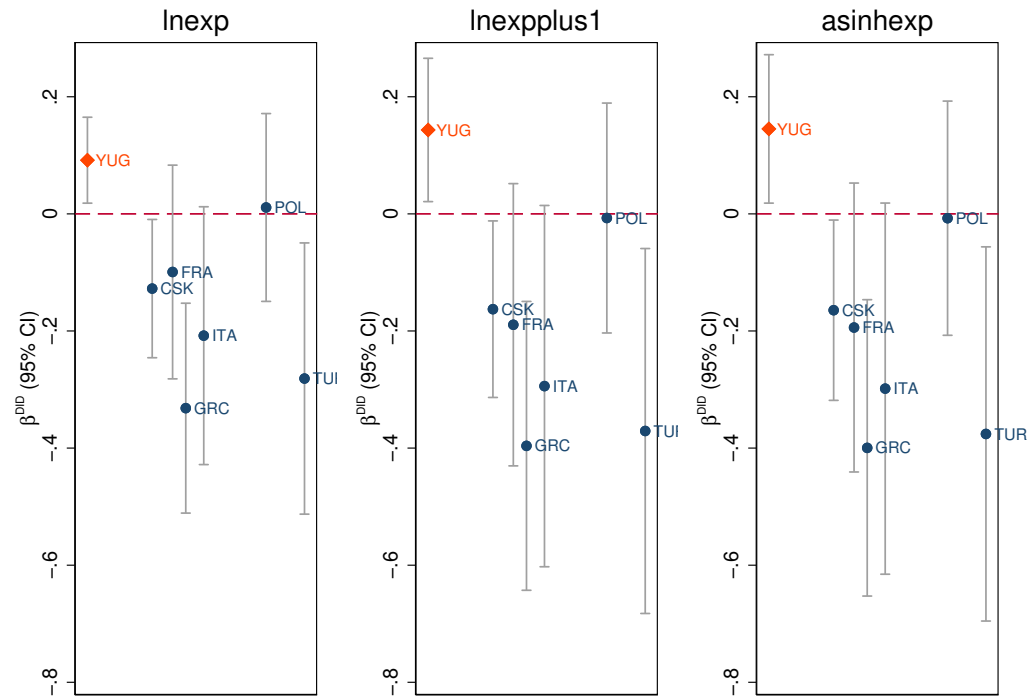 lnexp
lnexpplus1
asinhexp
.2
0
-.2
-.4
-.6
-.8
β^DID (95% CI)
YUG
CSK
FRA
GRC
ITA
POL
TUI
.2
0
-.2
-.4
-.6
-.8
β^DID (95% CI)
YUG
CSK
FRA
GRC
ITA
POL
TUI
.2
0
-.2
-.4
-.6
-.8
β^DID (95% CI)
YUG
CSK
FRA
GRC
ITA
POL
TUR